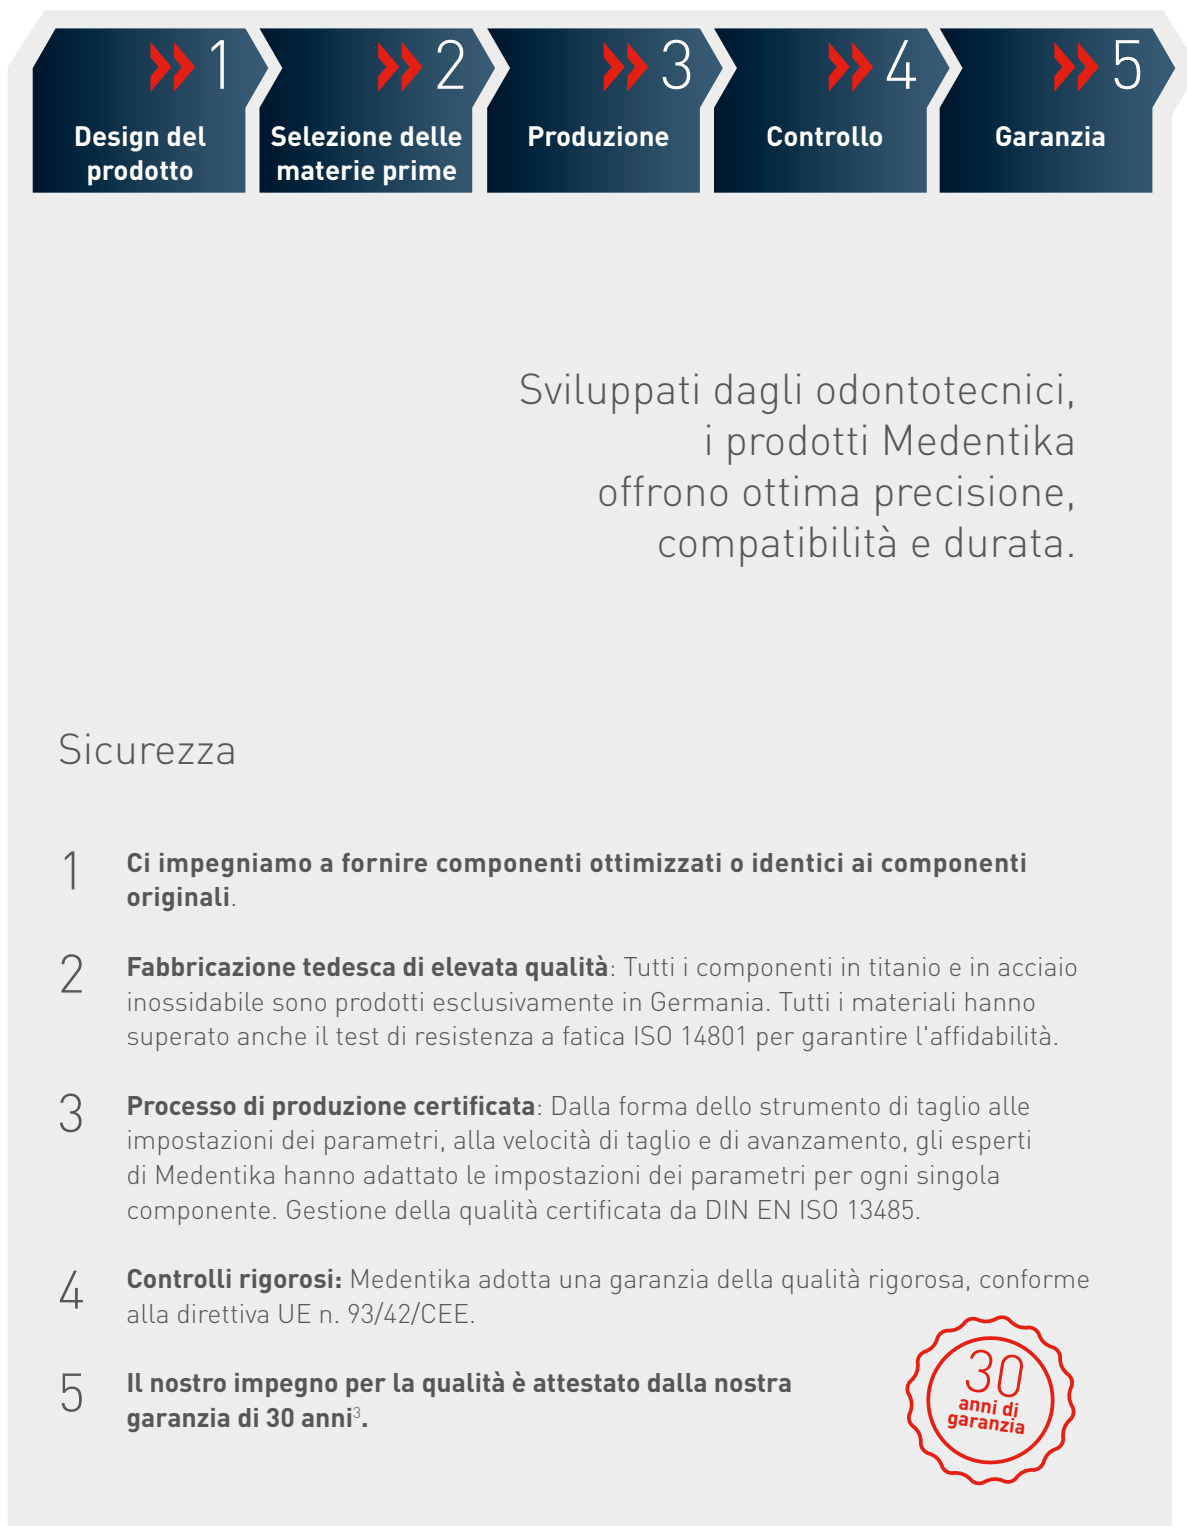 1
Design del
prodotto
2
Selezione delle
materie prime
3
Produzione
4
Controllo
5
Garanzia
Sviluppati dagli odontotecnici,
i prodotti Medentika
offrono ottima precisione,
compatibilità e durata.
Sicurezza
1 Ci impegniamo a fornire componenti ottimizzati o identici ai componenti
originali.
2 Fabbricazione tedesca di elevata qualità: Tutti i componenti in titanio e in acciaio
inossidabile sono prodotti esclusivamente in Germania. Tutti i materiali hanno
superato anche il test di resistenza a fatica ISO 14801 per garantire l'affidabilità.
3 Processo di produzione certificata: Dalla forma dello strumento di taglio alle
impostazioni dei parametri, alla velocità di taglio e di avanzamento, gli esperti
di Medentika hanno adattato le impostazioni dei parametri per ogni singola
componente. Gestione della qualità certificata da DIN EN ISO 13485.
4 Controlli rigorosi: Medentika adotta una garanzia della qualità rigorosa, conforme
alla direttiva UE n. 93/42/CEE.
5 Il nostro impegno per la qualità è attestato dalla nostra
garanzia di 30 anni³.
30
anni di
garanzia